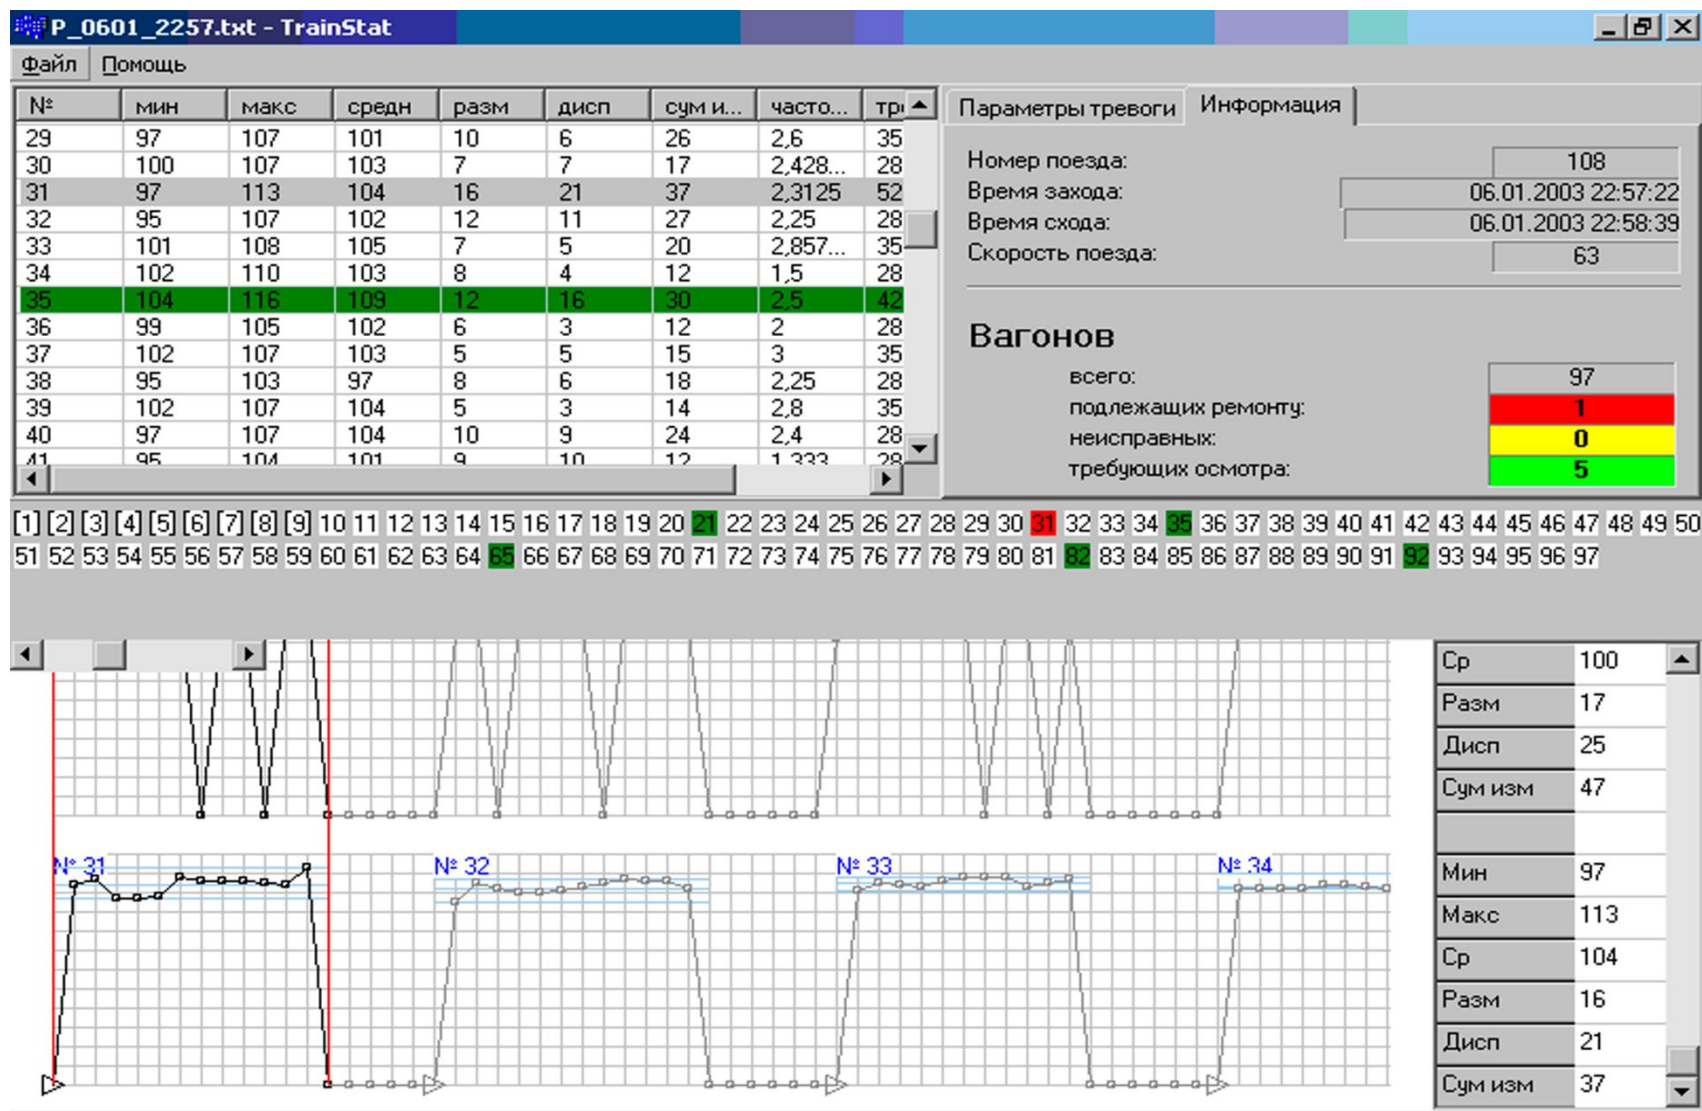 P_0601_2257.txt - TrainStat
Файл Помощь
№ мин макс средн разм дисп сум и... часто...
29 97 107 101 10 6 26 2,6 35
30 100 107 103 7 7 17 2,428... 28
31 97 113 104 16 21 37 2,3125 52
32 95 107 102 12 11 27 2,25 28
33 101 108 105 7 5 20 2,857... 35
34 102 110 103 8 4 12 1,5 28
35 104 116 109 12 16 30 2,5 42
36 99 105 102 6 3 12 2 28
37 102 107 103 5 5 15 3 35
38 95 103 97 8 6 18 2,25 28
39 102 107 104 5 3 14 2,8 35
40 97 107 104 10 9 24 2,4 28
41 95 104 101 9 10 12 1,333 28
Параметры тревоги Информация
Номер поезда: 108
Время захода: 06.01.2003 22:57:22
Время схода: 06.01.2003 22:58:39
Скорость поезда: 63
Вагонов
всего: 97
подлежащих ремонту: 1
неисправных: 0
требующих осмотра: 5
[1] [2] [3] [4] [5] [6] [7] [8] [9] 10 11 12 13 14 15 16 17 18 19 20 21 22 23 24 25 26 27 28 29 30 31 32 33 34 35 36 37 38 39 40 41 42 43 44 45 46 47 48 49 50
51 52 53 54 55 56 57 58 59 60 61 62 63 64 65 66 67 68 69 70 71 72 73 74 75 76 77 78 79 80 81 82 83 84 85 86 87 88 89 90 91 92 93 94 95 96 97
№ 31 № 32 № 33 № 34
Ср 100
Разм 17
Дисп 25
Сум изм 47
Мин 97
Макс 113
Ср 104
Разм 16
Дисп 21
Сум изм 37